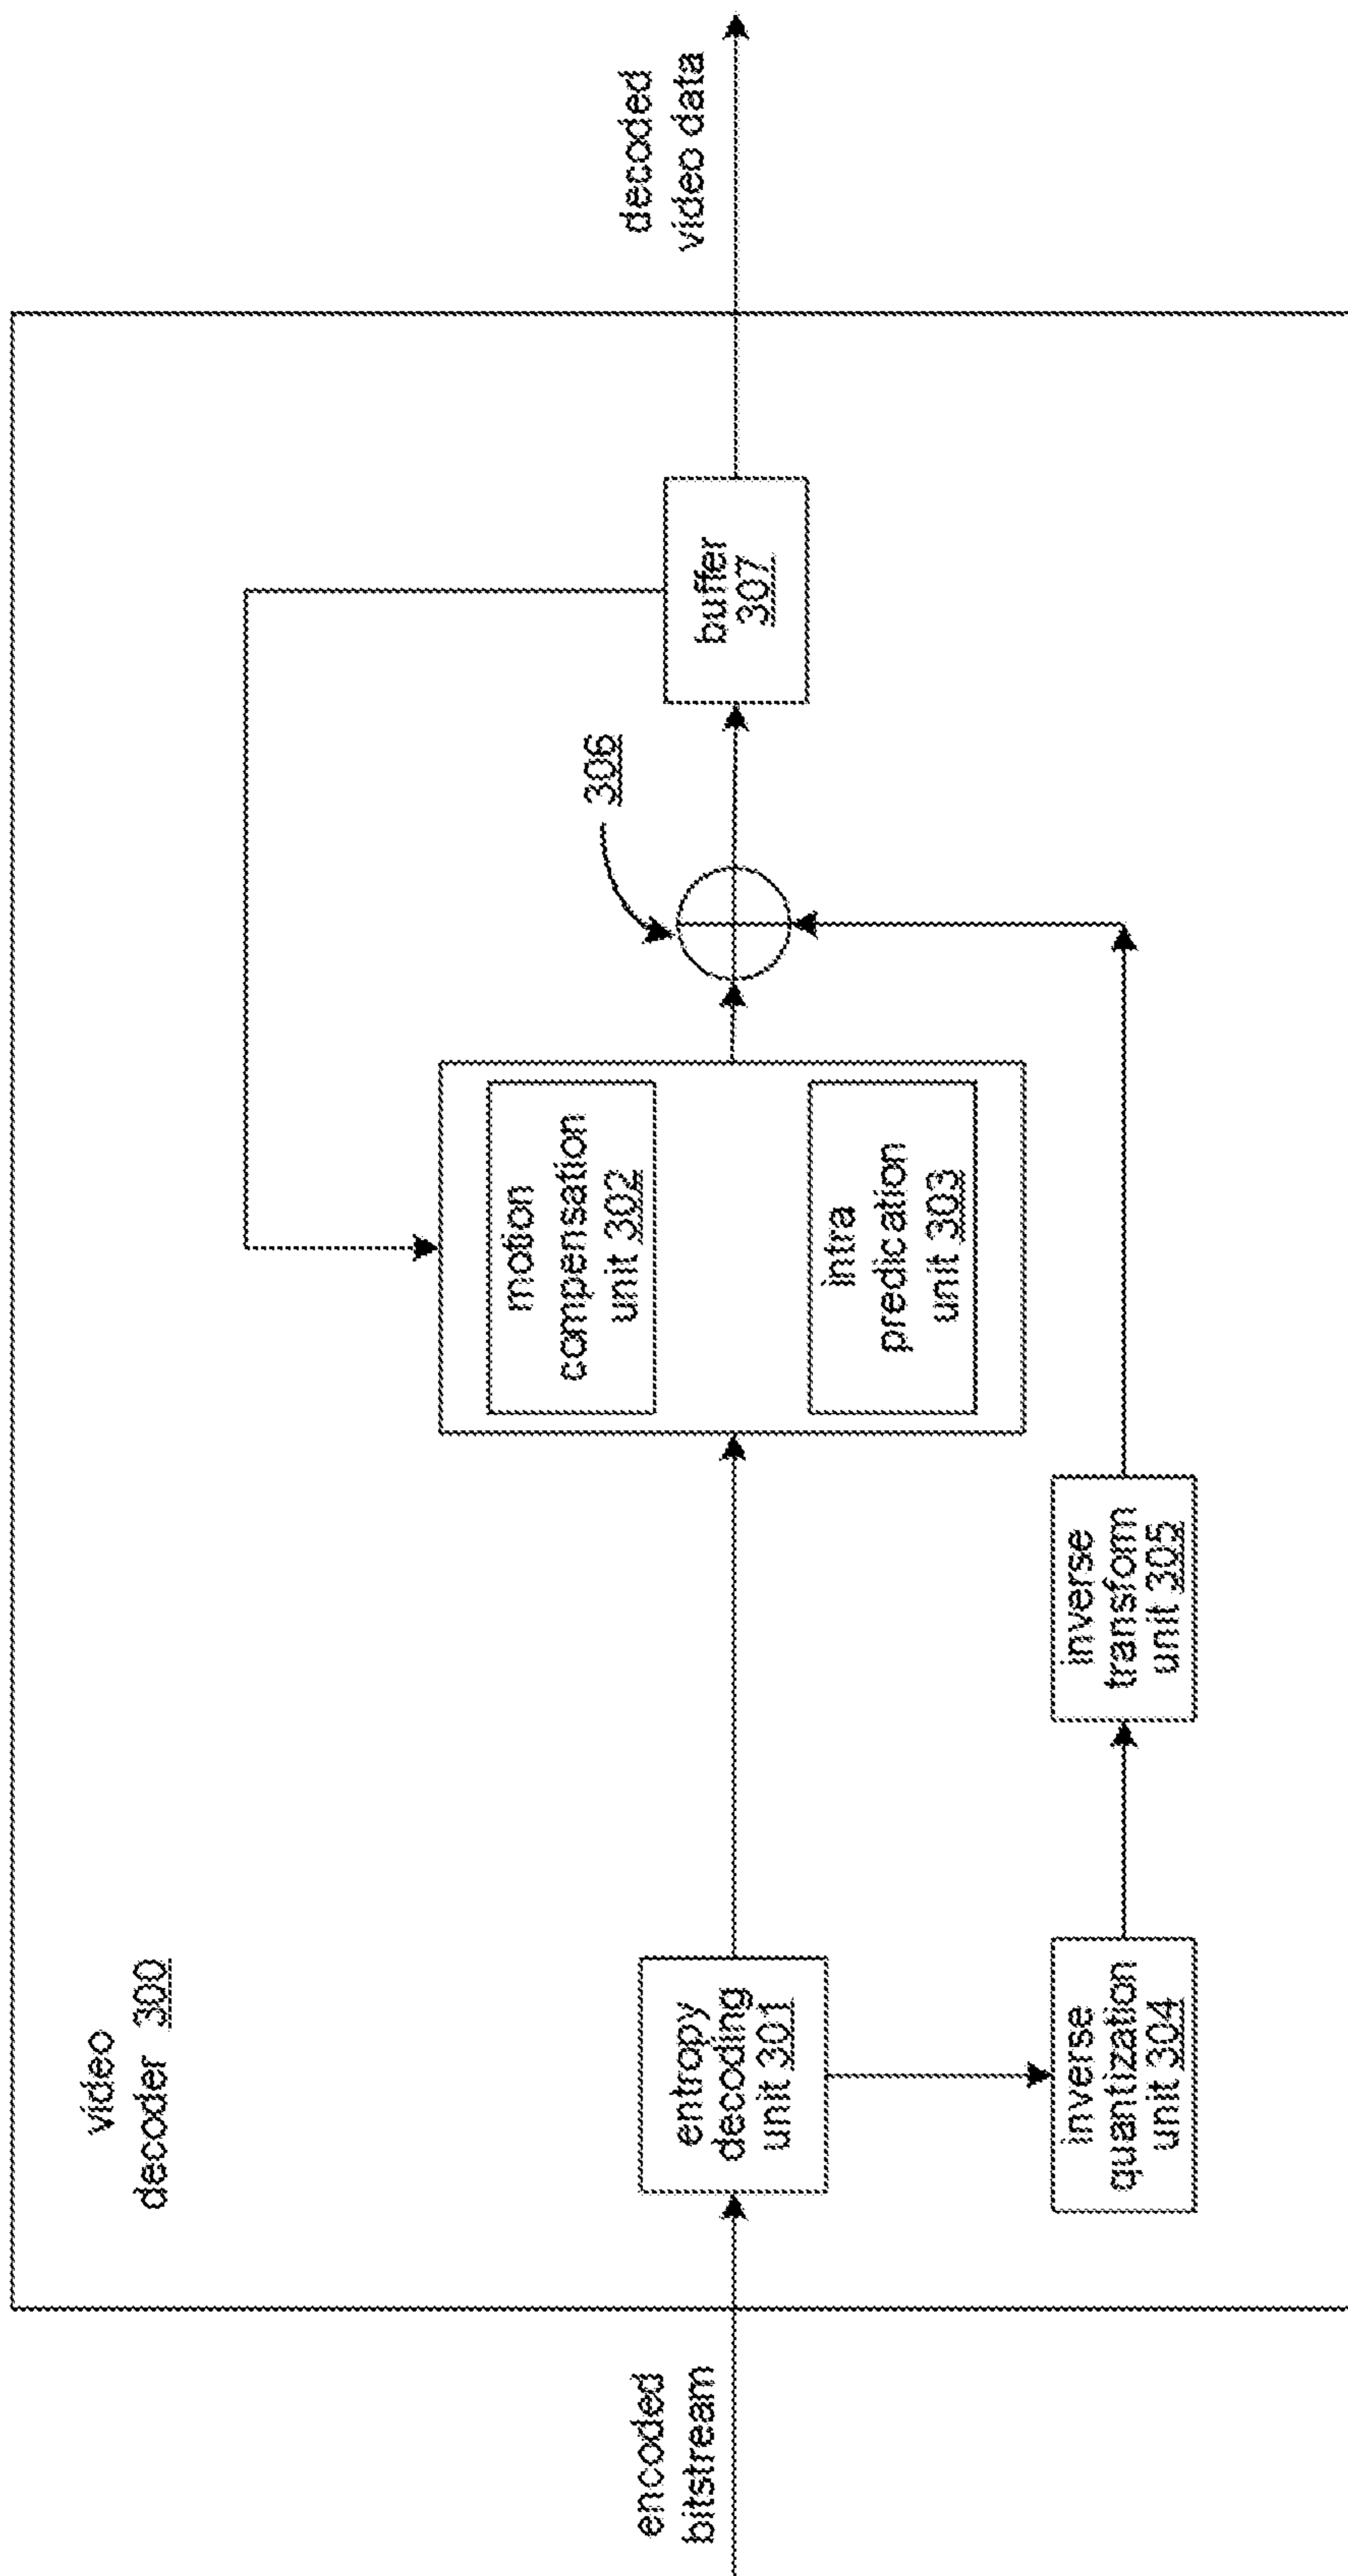 video
decoder 300
encoded
bitstream
entropy
decoding
unit 301
inverse
quantization
unit 304
inverse
transform
unit 305
motion
compensation
unit 302
intra
predication
unit 303
306
buffer
307
decoded
video data